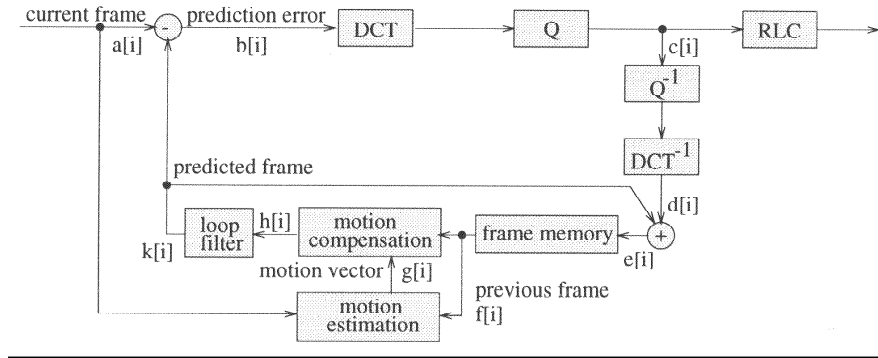 current frame
a[i]
-
prediction error
b[i]
DCT
Q
c[i]
RLC
Q-1
DCT-1
predicted frame
d[i]
k[i]
loop
filter
h[i]
motion
compensation
frame memory
+
e[i]
motion vector
g[i]
previous frame
f[i]
motion
estimation